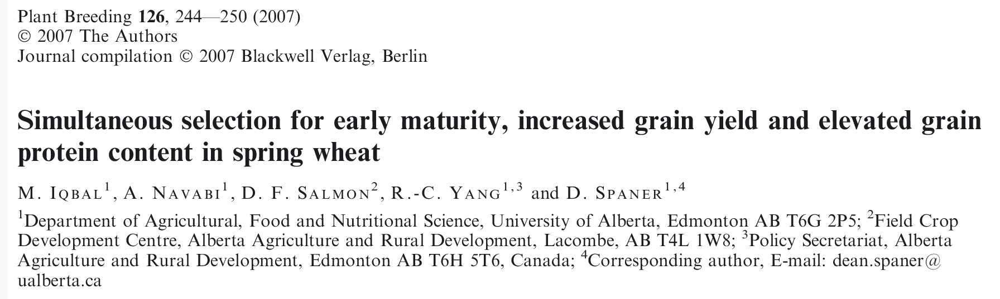 Plant Breeding 126, 244—250 (2007)
© 2007 The Authors
Journal compilation © 2007 Blackwell Verlag, Berlin
Simultaneous selection for early maturity, increased grain yield and elevated grain
protein content in spring wheat
M. Iqbal¹, A. Navabi¹, D. F. Salmon², R.-C. Yang¹,³ and D. Spaner¹,⁴
¹Department of Agricultural, Food and Nutritional Science, University of Alberta, Edmonton AB T6G 2P5; ²Field Crop
Development Centre, Alberta Agriculture and Rural Development, Lacombe, AB T4L 1W8; ³Policy Secretariat, Alberta
Agriculture and Rural Development, Edmonton AB T6H 5T6, Canada; ⁴Corresponding author, E-mail: dean.spaner@
ualberta.ca